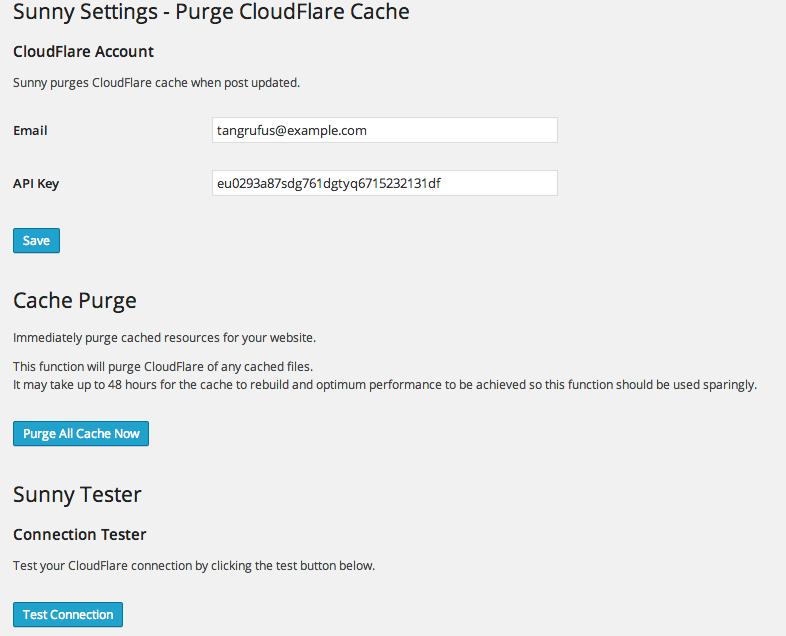 Sunny Settings - Purge CloudFlare Cache
CloudFlare Account
Sunny purges CloudFlare cache when post updated.
Email
tangrufus@example.com
API Key
eu0293a87sdg761dgtyq6715232131df
Save
Cache Purge
Immediately purge cached resources for your website.
This function will purge CloudFlare of any cached files.
It may take up to 48 hours for the cache to rebuild and optimum performance to be achieved so this function should be used sparingly.
Purge All Cache Now
Sunny Tester
Connection Tester
Test your CloudFlare connection by clicking the test button below.
Test Connection